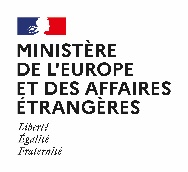 MINISTÈRE
DE L'EUROPE
ET DES AFFAIRES
ÉTRANGÈRES
Liberté
Égalité
Fraternité